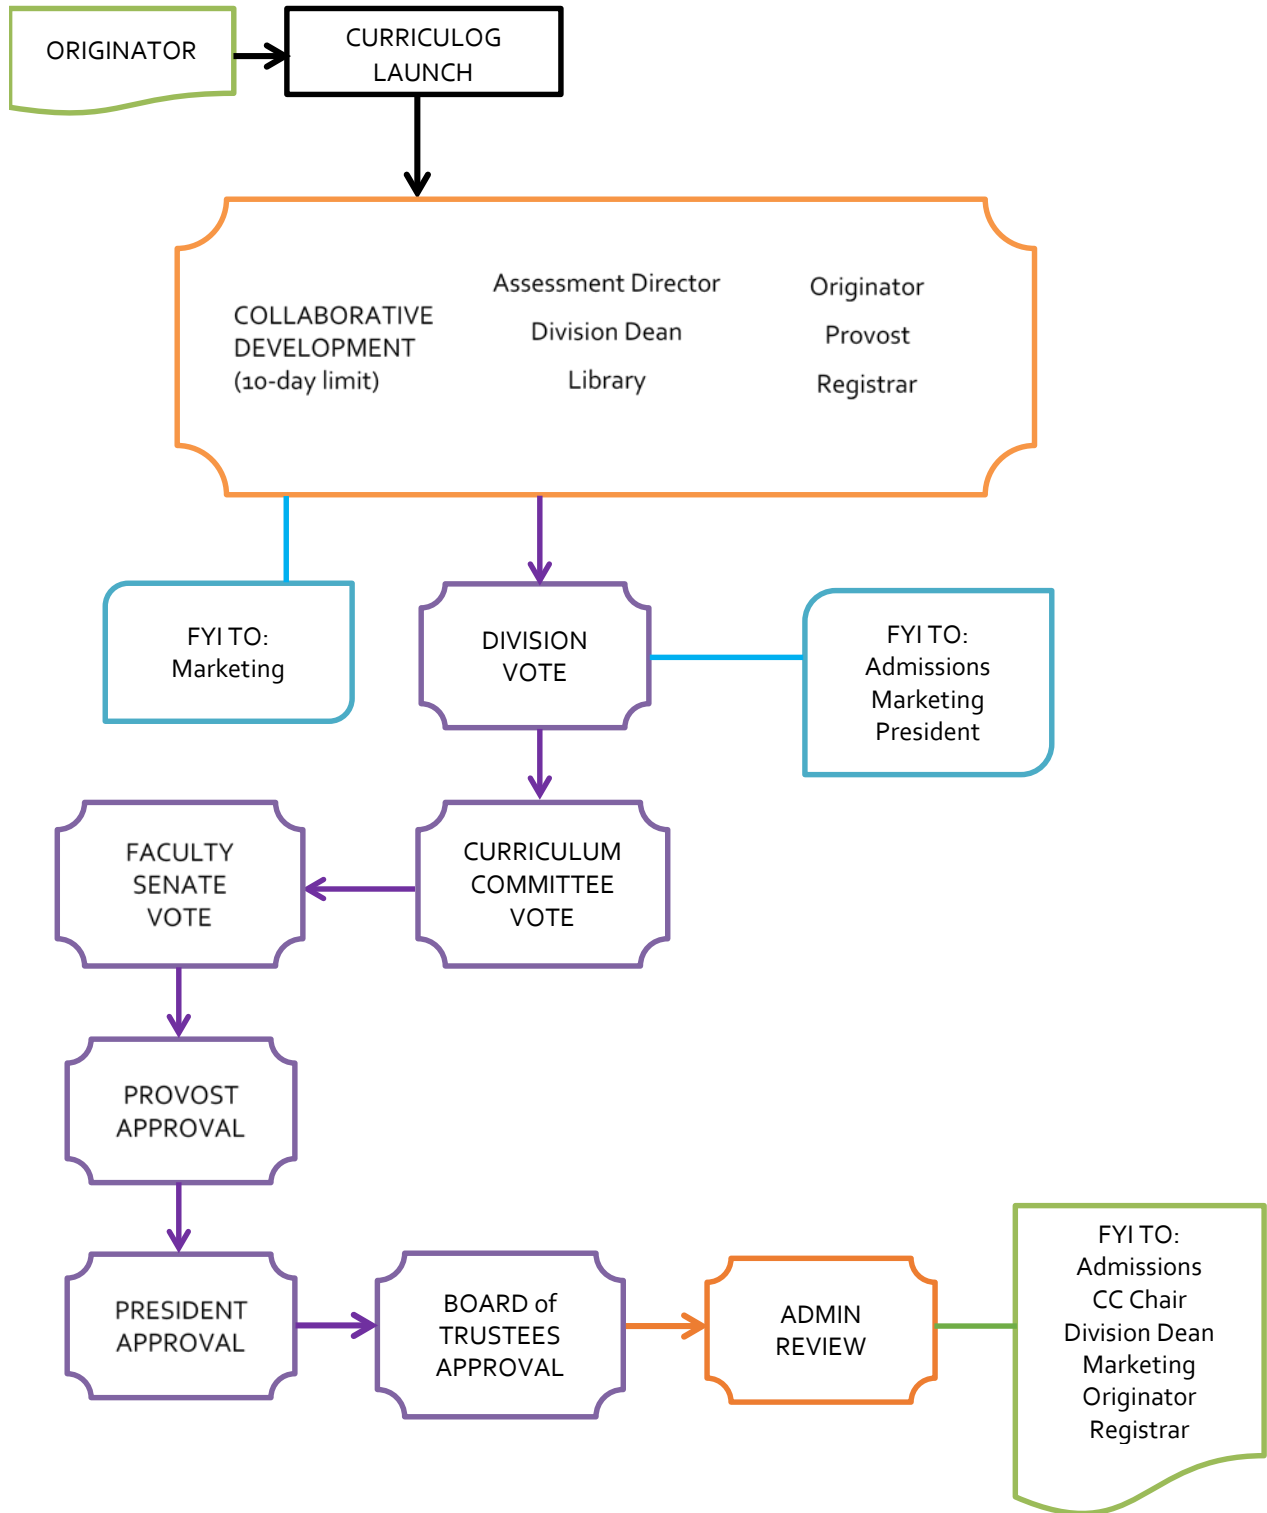 ORIGINATOR
CURRICULOG
LAUNCH
COLLABORATIVE
DEVELOPMENT
(10-day limit)
Assessment Director
Division Dean
Library
Originator
Provost
Registrar
FYI TO:
Marketing
DIVISION
VOTE
FYI TO:
Admissions
Marketing
President
FACULTY
SENATE
VOTE
CURRICULUM
COMMITTEE
VOTE
PROVOST
APPROVAL
PRESIDENT
APPROVAL
BOARD of
TRUSTEES
APPROVAL
ADMIN
REVIEW
FYI TO:
Admissions
CC Chair
Division Dean
Marketing
Originator
Registrar